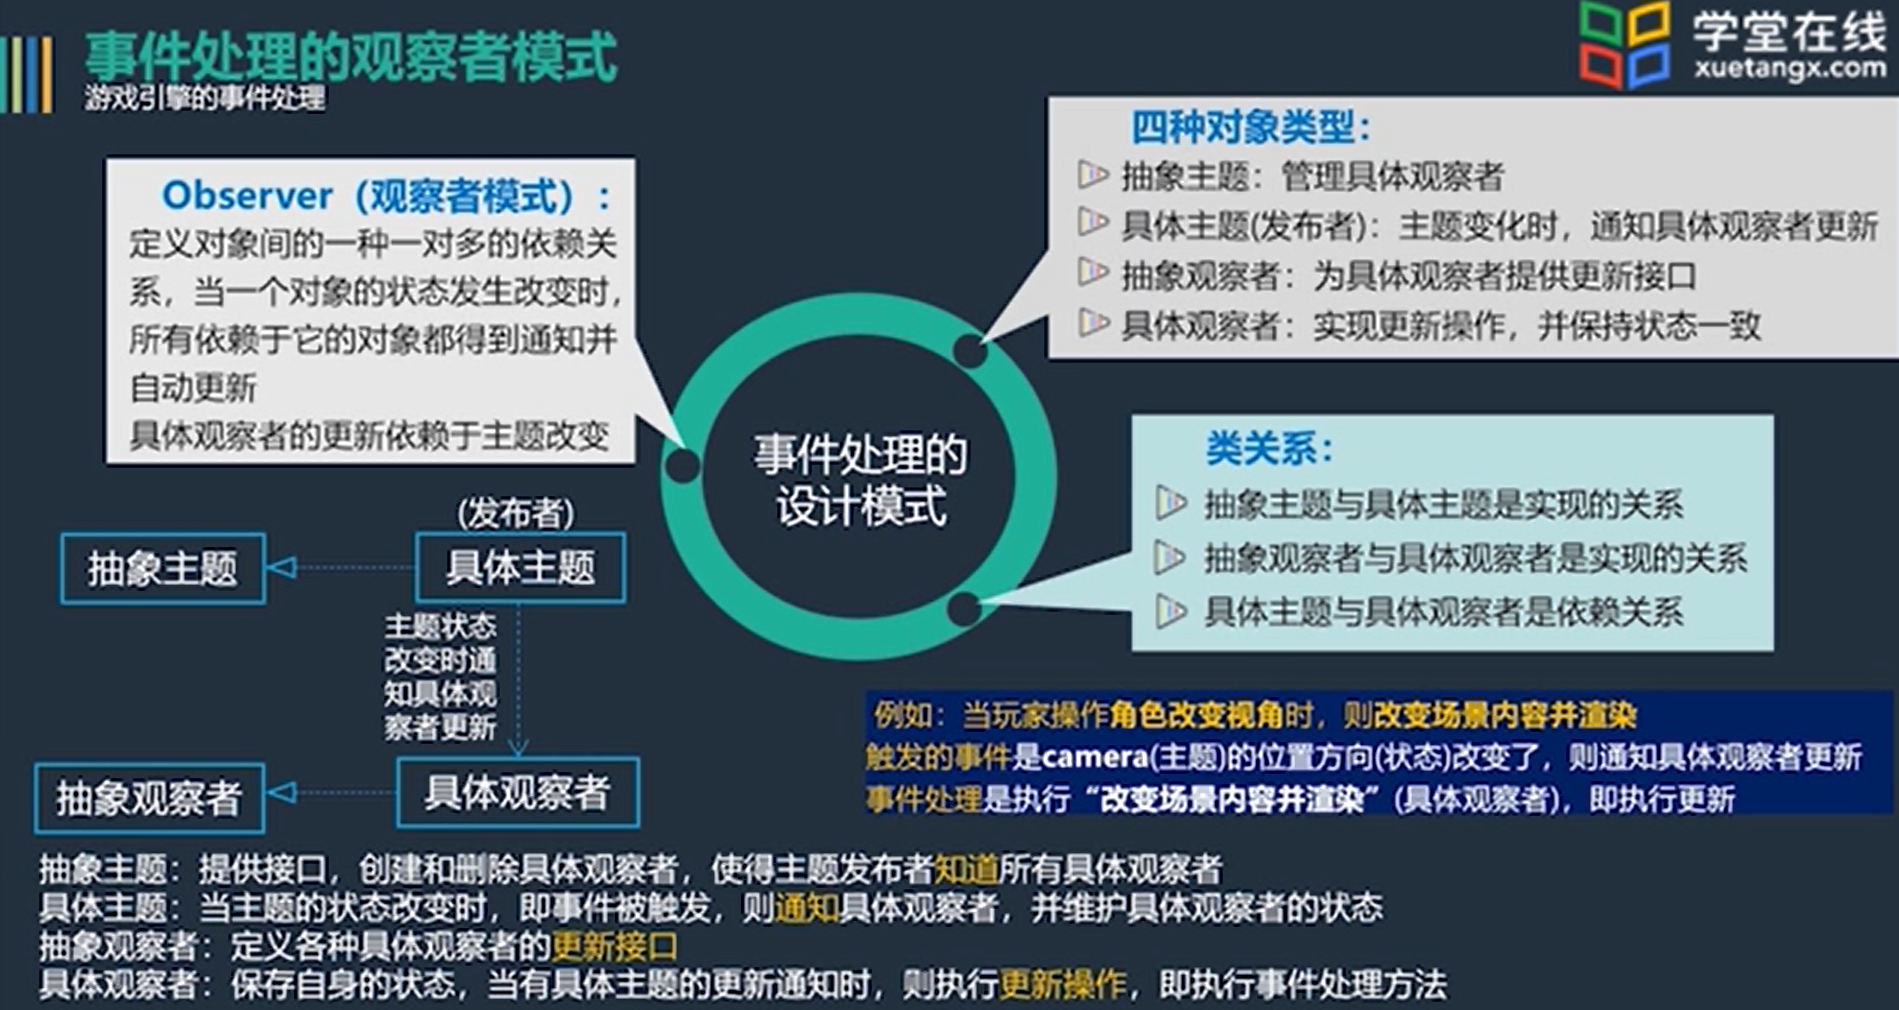 事件处理的观察者模式
游戏引擎的事件处理
学堂在线
xuetangx.com
Observer（观察者模式）：
定义对象间的一种一对多的依赖关
系，当一个对象的状态发生改变时，
所有依赖于它的对象都得到通知并
自动更新
具体观察者的更新依赖于主题改变
四种对象类型：
抽象主题：管理具体观察者
具体主题(发布者)：主题变化时，通知具体观察者更新
抽象观察者：为具体观察者提供更新接口
具体观察者：实现更新操作，并保持状态一致
事件处理的
设计模式
类关系：
抽象主题与具体主题是实现的关系
抽象观察者与具体观察者是实现的关系
具体主题与具体观察者是依赖关系
(发布者)
抽象主题
具体主题
主题状态
改变时通
知具体观
察者更新
抽象观察者
具体观察者
例如：当玩家操作角色改变视角时，则改变场景内容并渲染
触发的事件是camera(主题)的位置方向(状态)改变了，则通知具体观察者更新
事件处理是执行“改变场景内容并渲染”(具体观察者)，即执行更新
抽象主题：提供接口，创建和删除具体观察者，使得主题发布者知道所有具体观察者
具体主题：当主题的状态改变时，即事件被触发，则通知具体观察者，并维护具体观察者的状态
抽象观察者：定义各种具体观察者的更新接口
具体观察者：保存自身的状态，当有具体主题的更新通知时，则执行更新操作，即执行事件处理方法